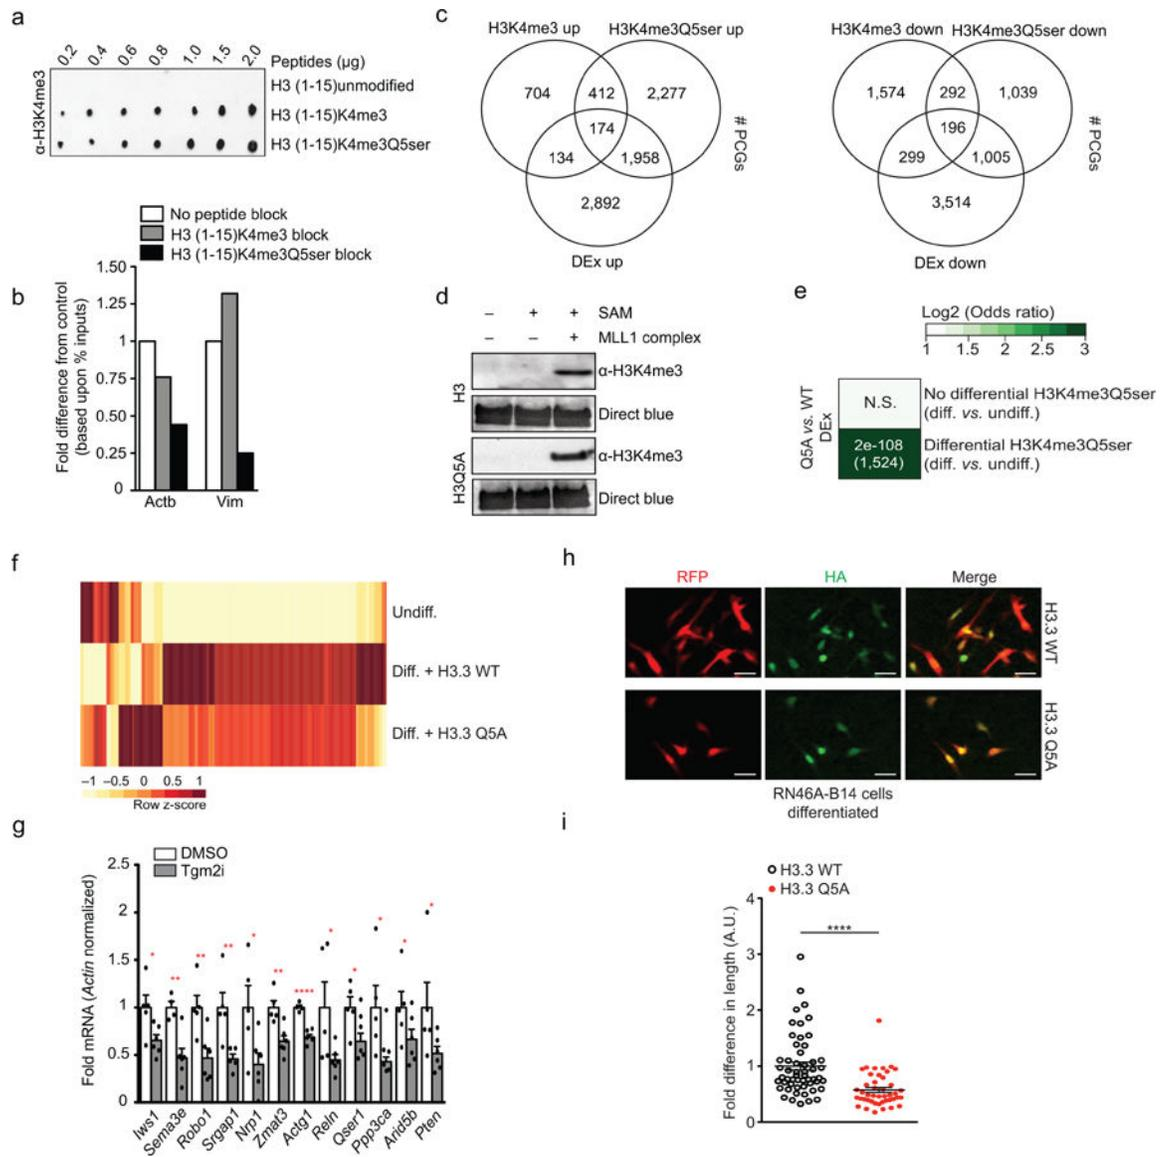 a
0.2 0.4 0.6 0.8 1.0 1.5 2.0 Peptides (µg)
α-H3K4me3
H3 (1-15)unmodified
H3 (1-15)K4me3
H3 (1-15)K4me3Q5ser
b
No peptide block
H3 (1-15)K4me3 block
H3 (1-15)K4me3Q5ser block
Fold difference from control
(based upon % inputs)
1.50
1.25
1
0.75
0.50
0.25
0
Actb Vim
c
H3K4me3 up H3K4me3Q5ser up
704 412 2,277
174
134 1,958
2,892
DEx up
# PCGs
H3K4me3 down H3K4me3Q5ser down
1,574 292 1,039
196
299 1,005
3,514
DEx down
# PCGs
d
– + + SAM
– – + MLL1 complex
H3
α-H3K4me3
Direct blue
H3Q5A
α-H3K4me3
Direct blue
e
Log2 (Odds ratio)
1 1.5 2 2.5 3
Q5A vs. WT
DEx
N.S.
No differential H3K4me3Q5ser
(diff. vs. undiff.)
2e-108
(1,524)
Differential H3K4me3Q5ser
(diff. vs. undiff.)
f
Undiff.
Diff. + H3.3 WT
Diff. + H3.3 Q5A
–1 –0.5 0 0.5 1
Row z-score
g
DMSO
Tgm2i
Fold mRNA (Actin normalized)
2.5
2
1.5
1
0.5
0
* ** ** ** * ** **** * * * * *
Iws1 Sema3e Robo1 Srgap1 Nrp1 Zmat3 Actg1 Reln Qser1 Ppp3ca Arid5b Pten
h
RFP HA Merge
H3.3 WT
H3.3 Q5A
RN46A-B14 cells
differentiated
i
H3.3 WT
H3.3 Q5A
Fold difference in length (A.U.)
4
3
2
1
0
****